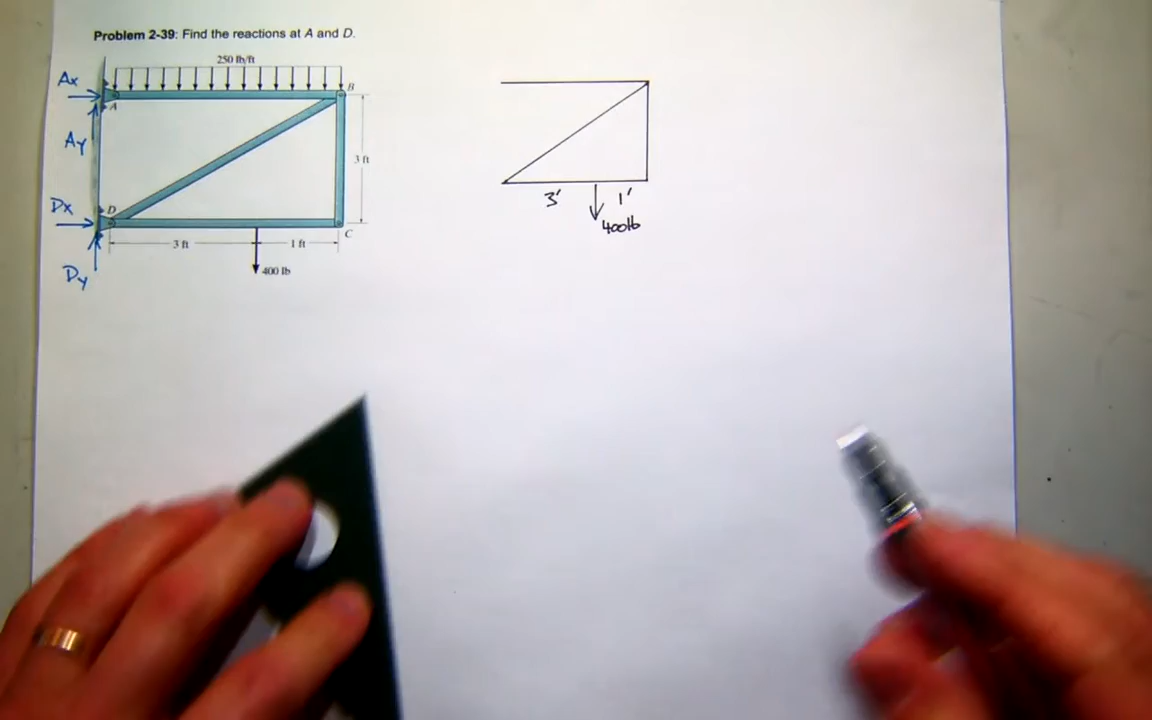 Problem 2-39: Find the reactions at A and D.
250 lb/ft
Ax
A
B
Ay
3 ft
Dx
D
C
3 ft
1 ft
Dy
400 lb
3'
1'
400lb